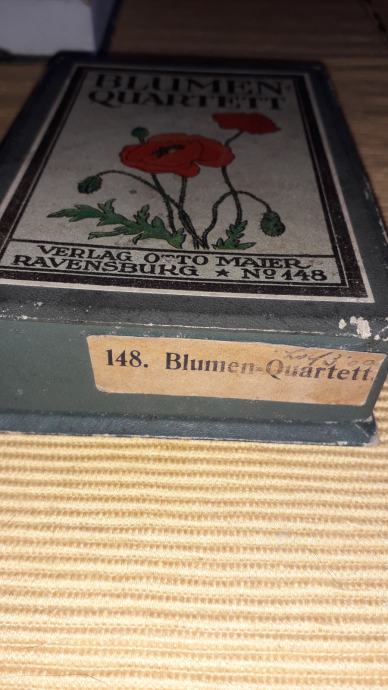 BLUMEN-
QUARTETT
VERLAG OTTO MAIER
RAVENSBURG ★ No 148
148. Blumen-Quartett.